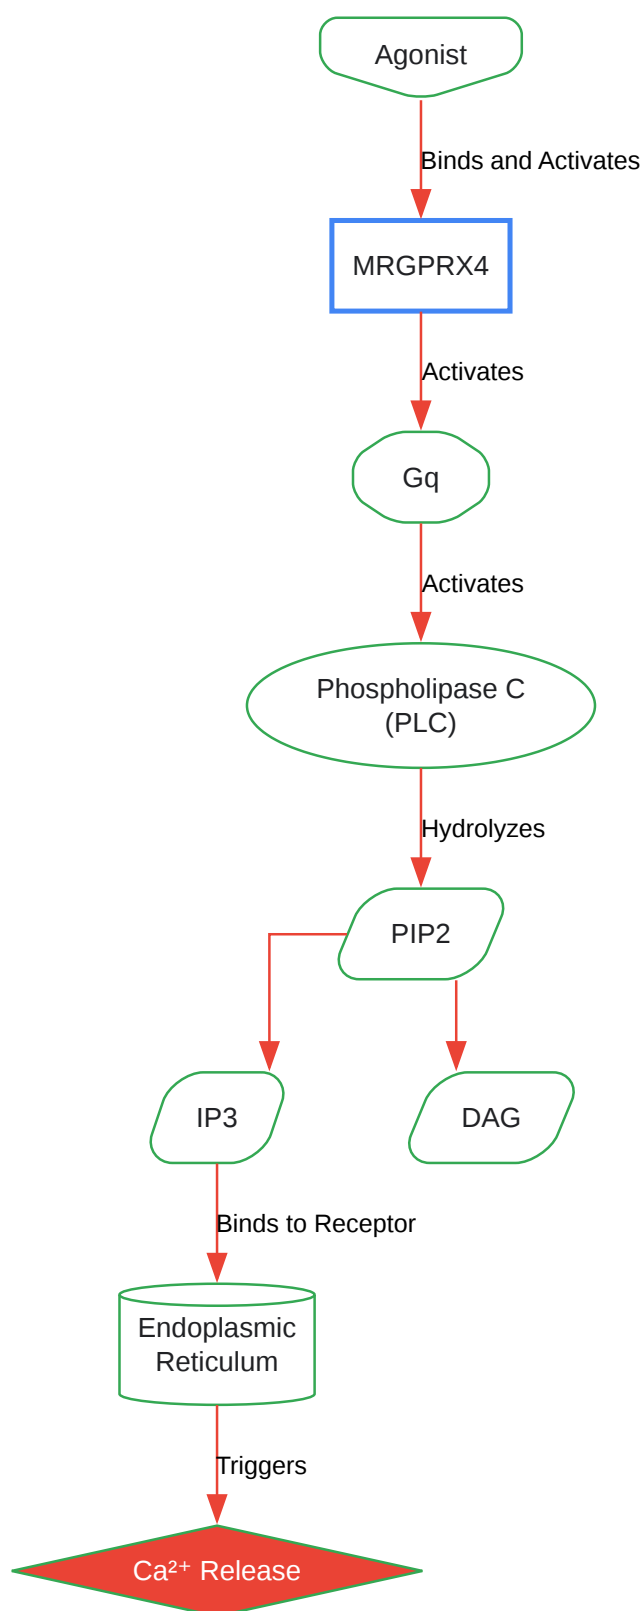 Agonist
Binds and Activates
MRGPRX4
Activates
Gq
Activates
Phospholipase C
(PLC)
Hydrolyzes
PIP2
IP3
DAG
Binds to Receptor
Endoplasmic
Reticulum
Triggers
Ca²⁺ Release